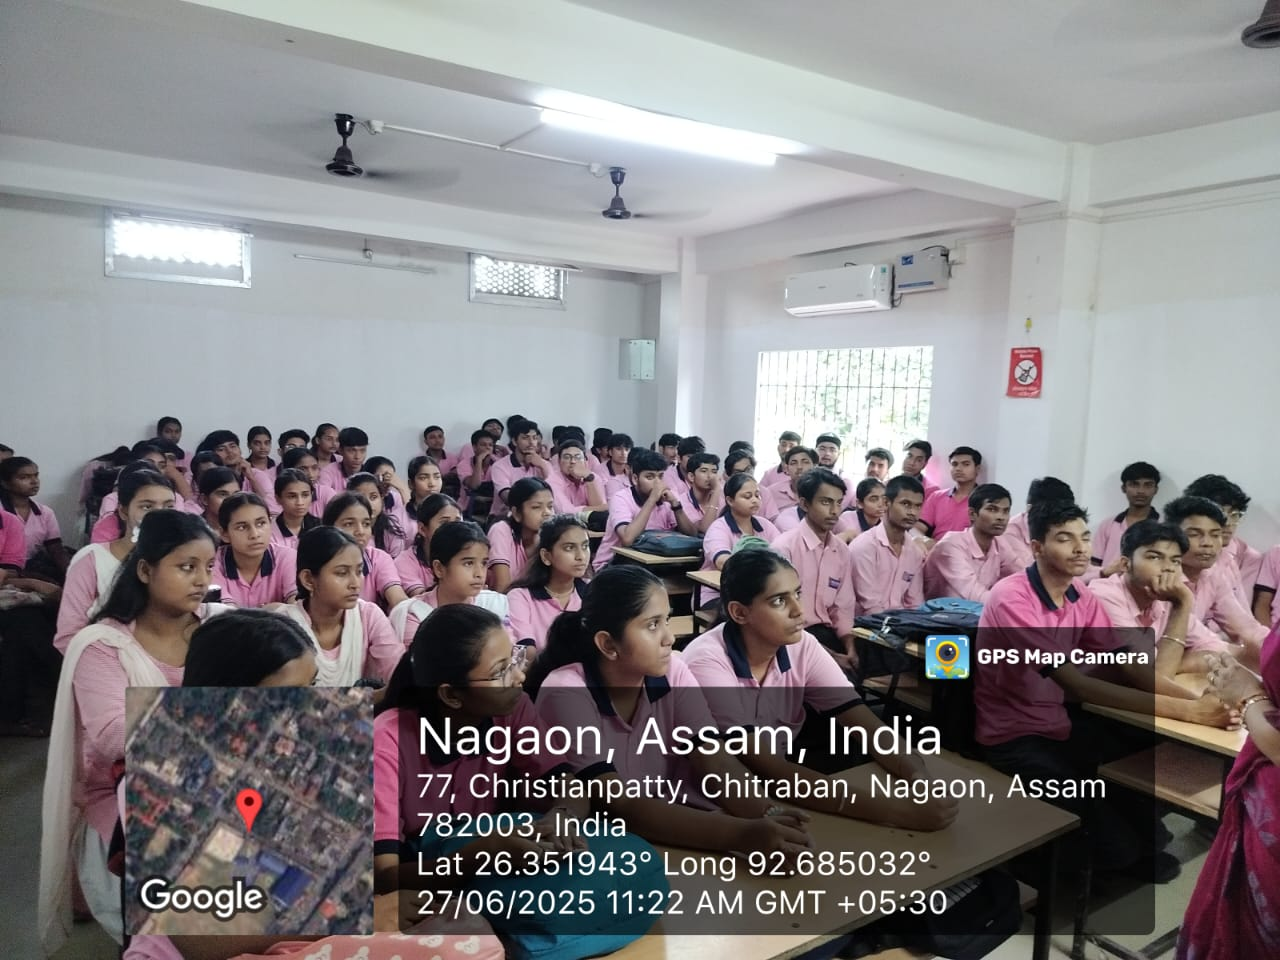 GPS Map Camera
Nagaon, Assam, India
77, Christianpatty, Chitraban, Nagaon, Assam
782003, India
Lat 26.351943° Long 92.685032°
27/06/2025 11:22 AM GMT +05:30
Google